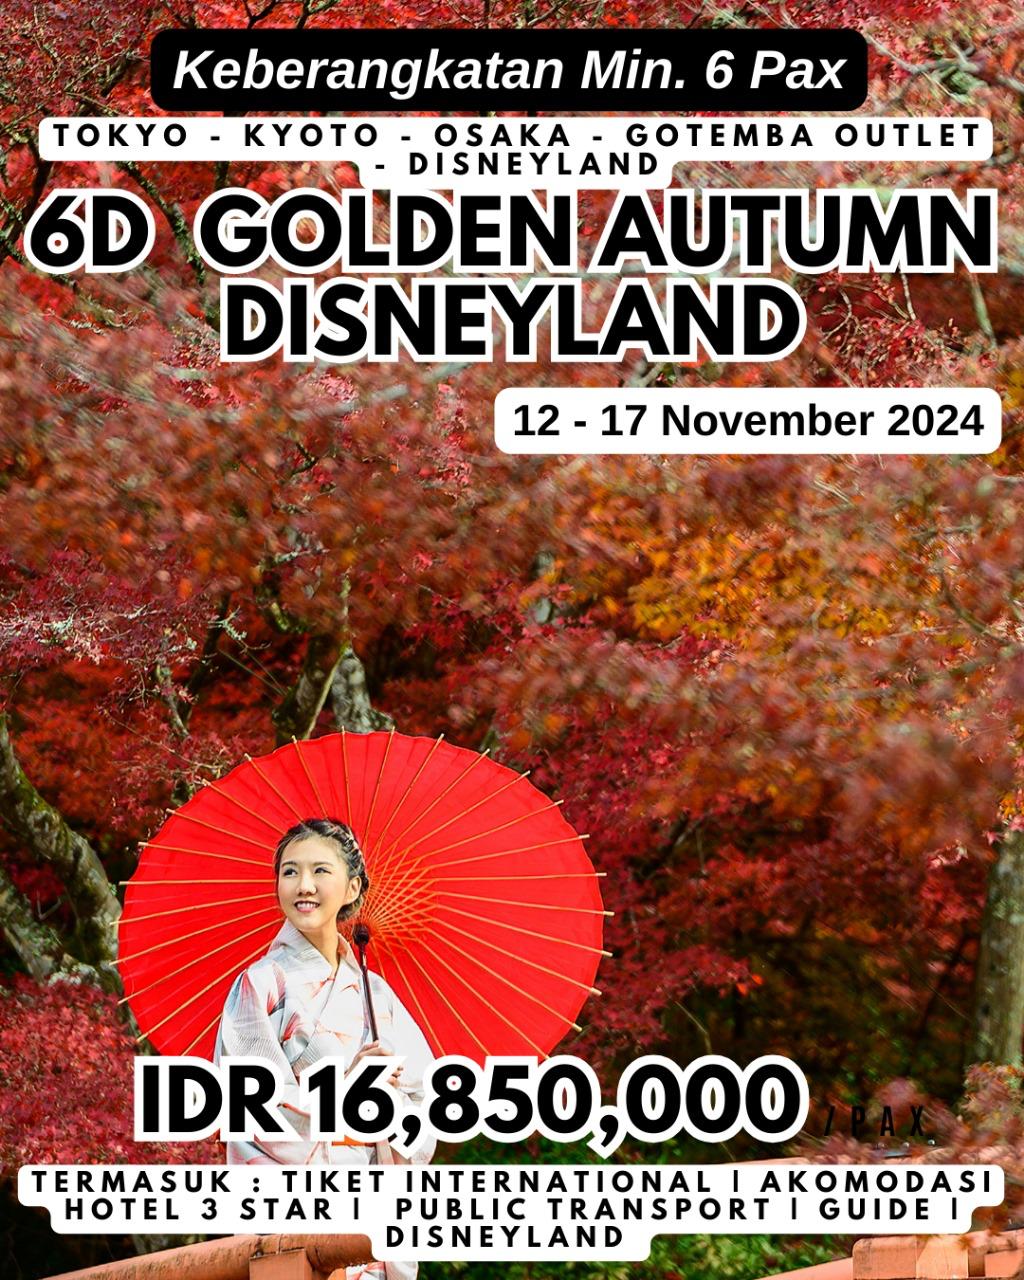 Keberangkatan Min. 6 Pax
TOKYO - KYOTO - OSAKA - GOTEMBA OUTLET
- DISNEYLAND
6D GOLDEN AUTUMN
DISNEYLAND
12 - 17 November 2024
IDR 16,850,000 /PAX
TERMASUK : TIKET INTERNATIONAL | AKOMODASI
HOTEL 3 STAR | PUBLIC TRANSPORT | GUIDE |
DISNEYLAND